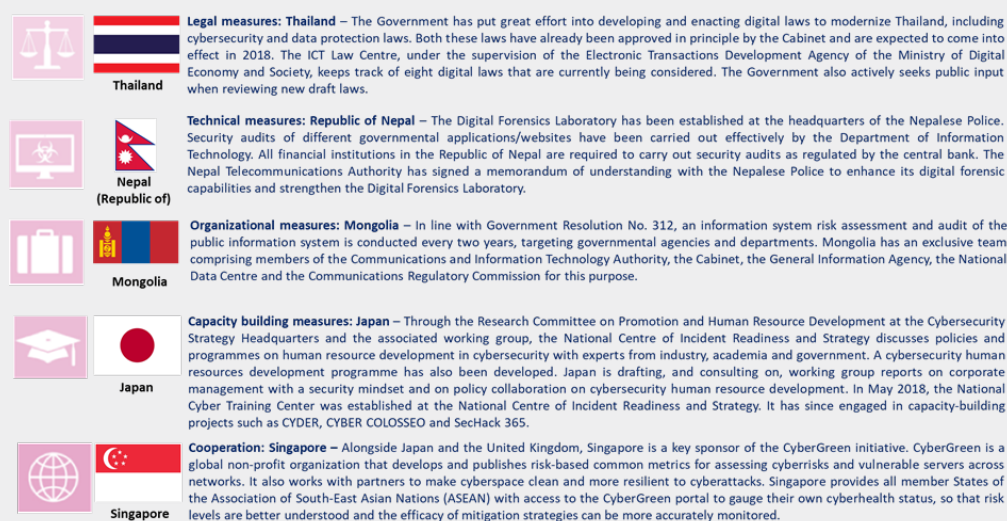 Legal measures: Thailand – The Government has put great effort into developing and enacting digital laws to modernize Thailand, including
cybersecurity and data protection laws. Both these laws have already been approved in principle by the Cabinet and are expected to come into
effect in 2018. The ICT Law Centre, under the supervision of the Electronic Transactions Development Agency of the Ministry of Digital
Economy and Society, keeps track of eight digital laws that are currently being considered. The Government also actively seeks public input
when reviewing new draft laws.
Thailand
Technical measures: Republic of Nepal – The Digital Forensics Laboratory has been established at the headquarters of the Nepalese Police.
Security audits of different governmental applications/websites have been carried out effectively by the Department of Information
Technology. All financial institutions in the Republic of Nepal are required to carry out security audits as regulated by the central bank. The
Nepal Telecommunications Authority has signed a memorandum of understanding with the Nepalese Police to enhance its digital forensic
capabilities and strengthen the Digital Forensics Laboratory.
Nepal
(Republic of)
Organizational measures: Mongolia – In line with Government Resolution No. 312, an information system risk assessment and audit of the
public information system is conducted every two years, targeting governmental agencies and departments. Mongolia has an exclusive team
comprising members of the Communications and Information Technology Authority, the Cabinet, the General Information Agency, the National
Data Centre and the Communications Regulatory Commission for this purpose.
Mongolia
Capacity building measures: Japan – Through the Research Committee on Promotion and Human Resource Development at the Cybersecurity
Strategy Headquarters and the associated working group, the National Centre of Incident Readiness and Strategy discusses policies and
programmes on human resource development in cybersecurity with experts from industry, academia and government. A cybersecurity human
resources development programme has also been developed. Japan is drafting, and consulting on, working group reports on corporate
management with a security mindset and on policy collaboration on cybersecurity human resource development. In May 2018, the National
Cyber Training Center was established at the National Centre of Incident Readiness and Strategy. It has since engaged in capacity-building
projects such as CYDER, CYBER COLOSSEO and SecHack 365.
Japan
Cooperation: Singapore – Alongside Japan and the United Kingdom, Singapore is a key sponsor of the CyberGreen initiative. CyberGreen is a
global non-profit organization that develops and publishes risk-based common metrics for assessing cyberrisks and vulnerable servers across
networks. It also works with partners to make cyberspace clean and more resilient to cyberattacks. Singapore provides all member States of
the Association of South-East Asian Nations (ASEAN) with access to the CyberGreen portal to gauge their own cyberhealth status, so that risk
levels are better understood and the efficacy of mitigation strategies can be more accurately monitored.
Singapore